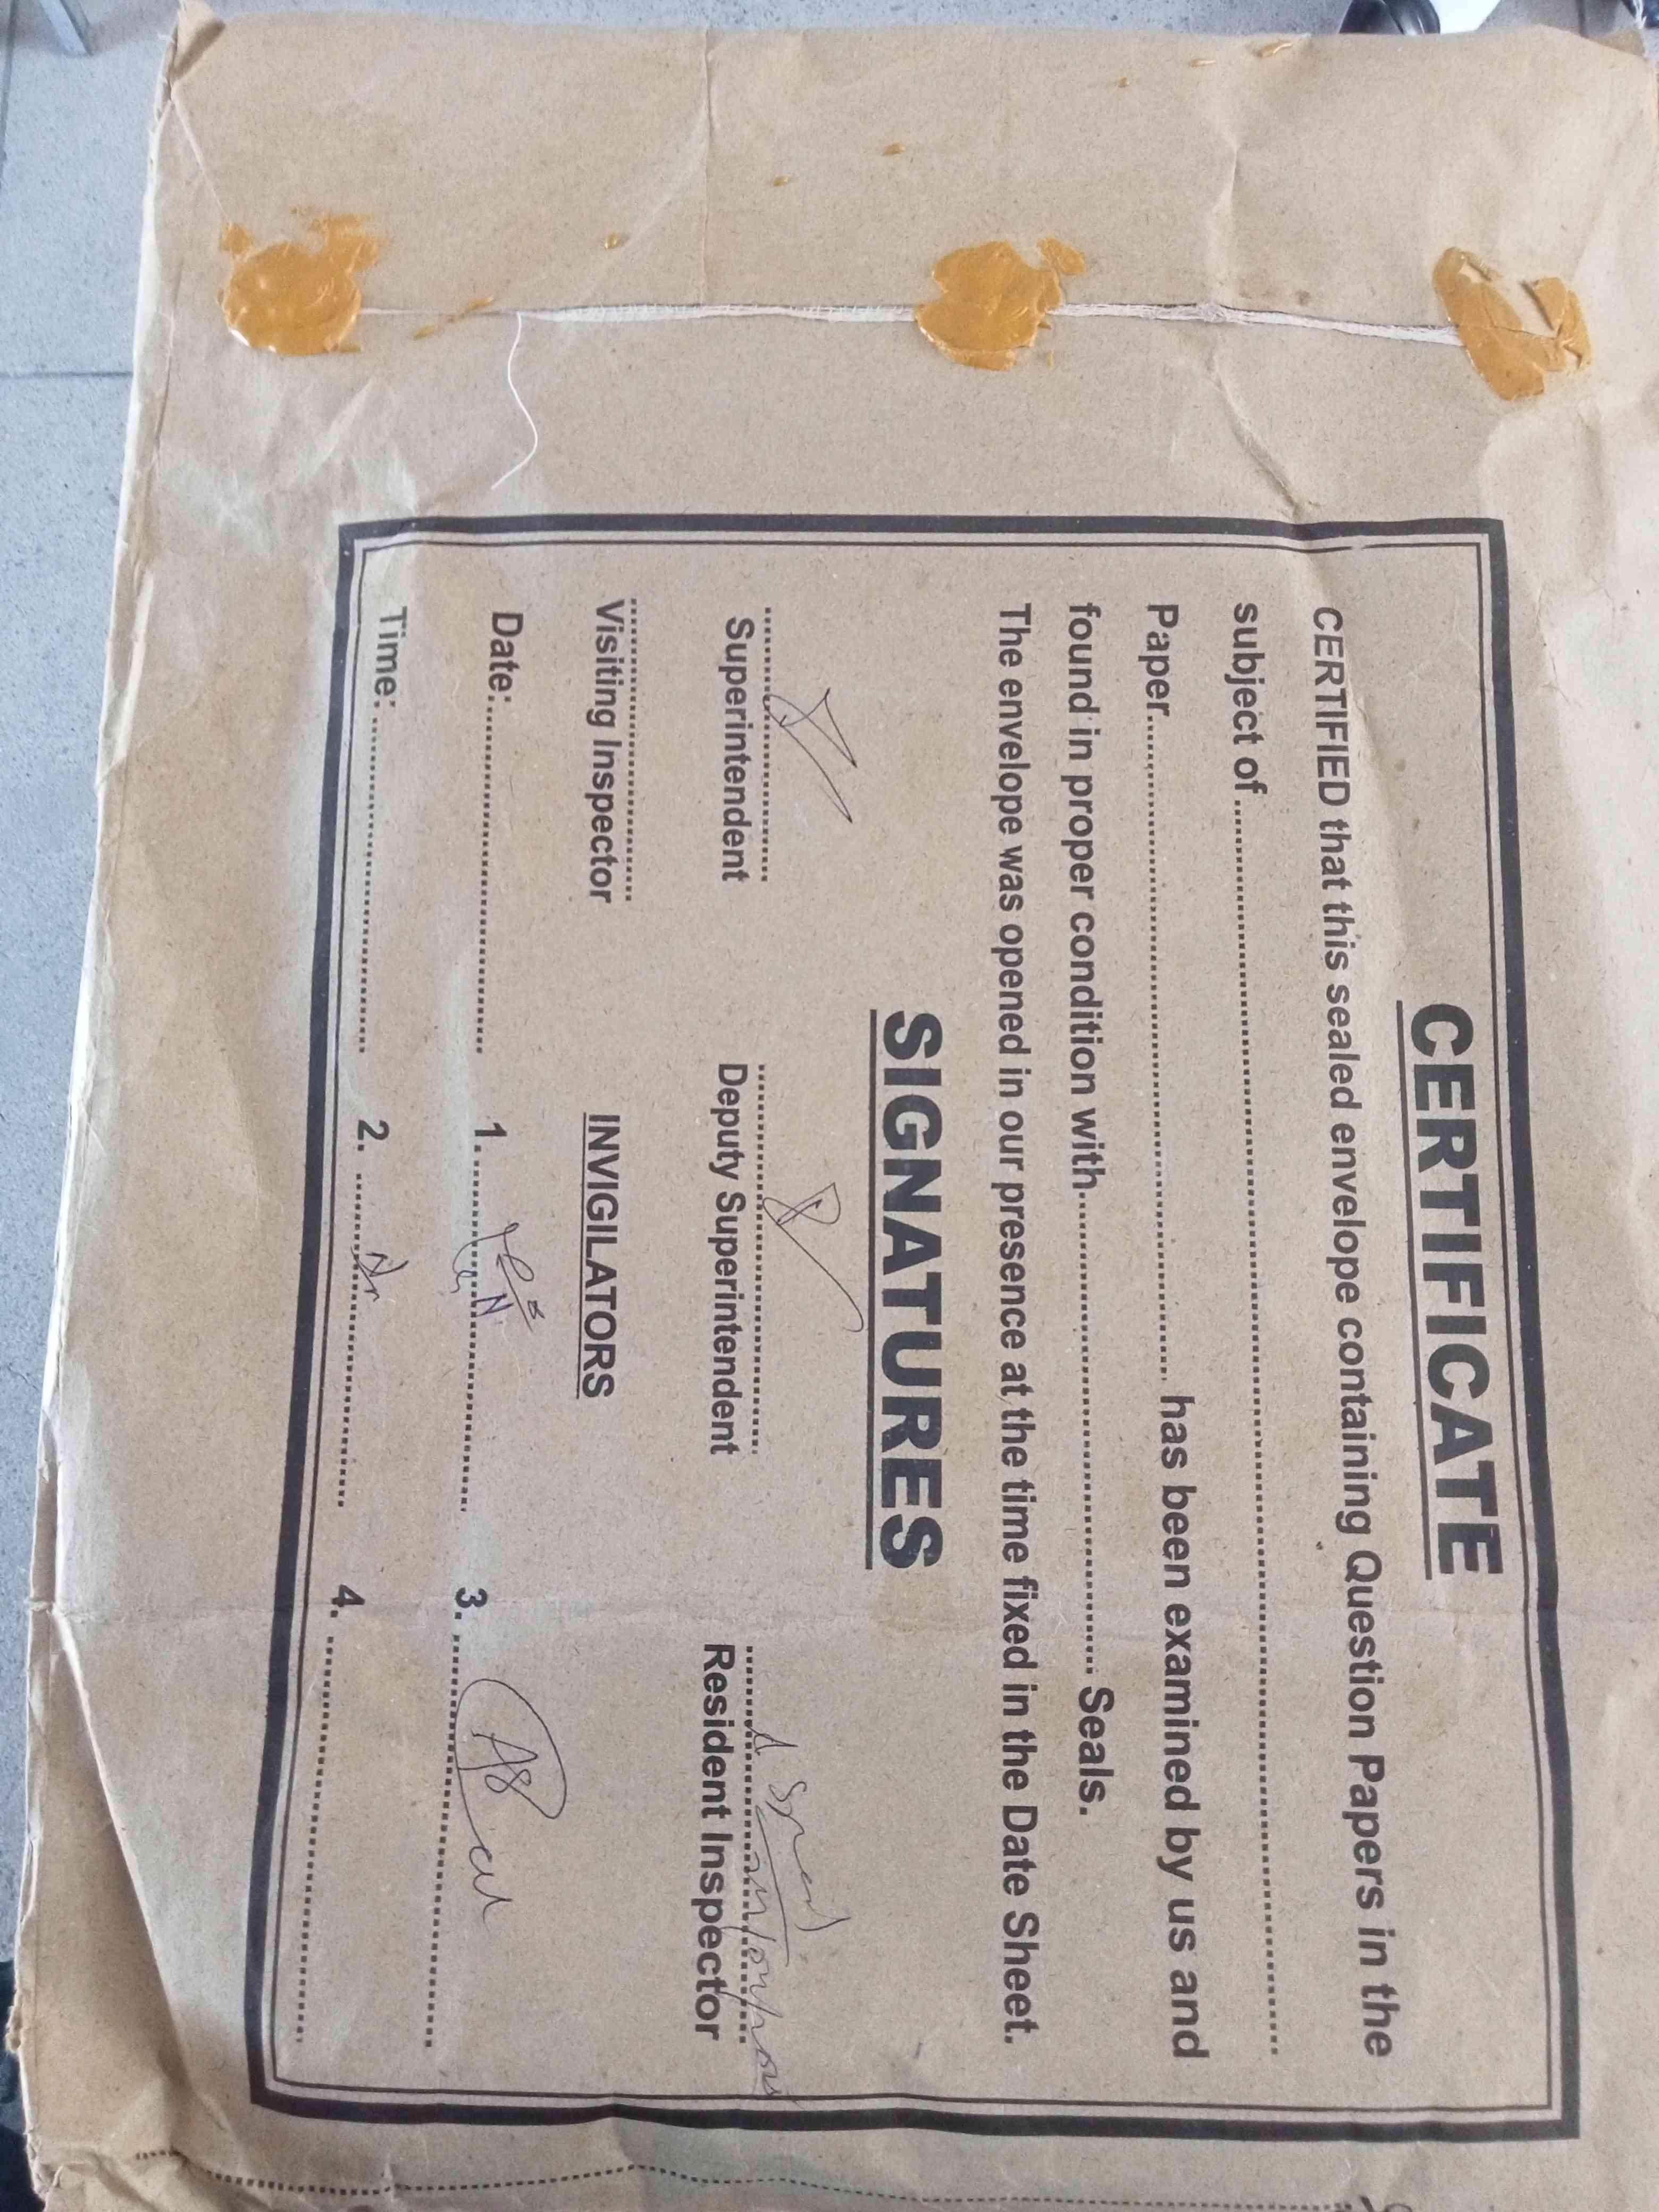 CERTIFICATE
CERTIFIED that this sealed envelope containing Question Papers in the
subject of ................................................................
Paper.................................................... has been examined by us and
found in proper condition with........................................ Seals.
The envelope was opened in our presence at the time fixed in the Date Sheet.
SIGNATURES
Superintendent Deputy Superintendent Resident Inspector
Visiting Inspector INVIGILATORS
Date:.............................. 1. .............................. 3. ..............................
Time:.............................. 2. .............................. 4. ..............................